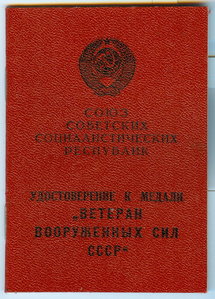 СОЮЗ
СОВЕТСКИХ
СОЦИАЛИСТИЧЕСКИХ
РЕСПУБЛИК
УДОСТОВЕРЕНИЕ К МЕДАЛИ
„ВЕТЕРАН
ВООРУЖЕННЫХ СИЛ
СССР“